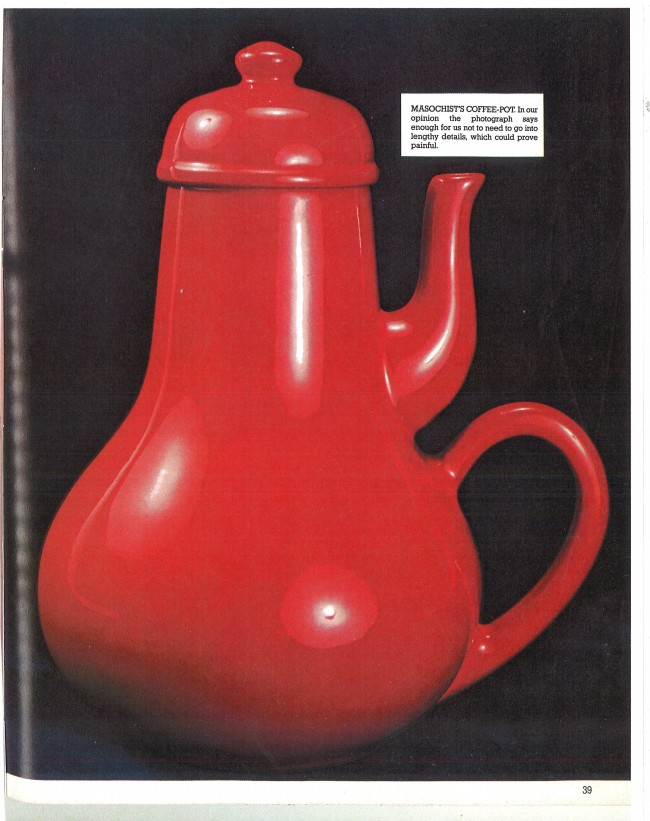 MASOCHIST'S COFFEE-POT. In our
opinion the photograph says
enough for us not to need to go into
lengthy details, which could prove
painful.
39